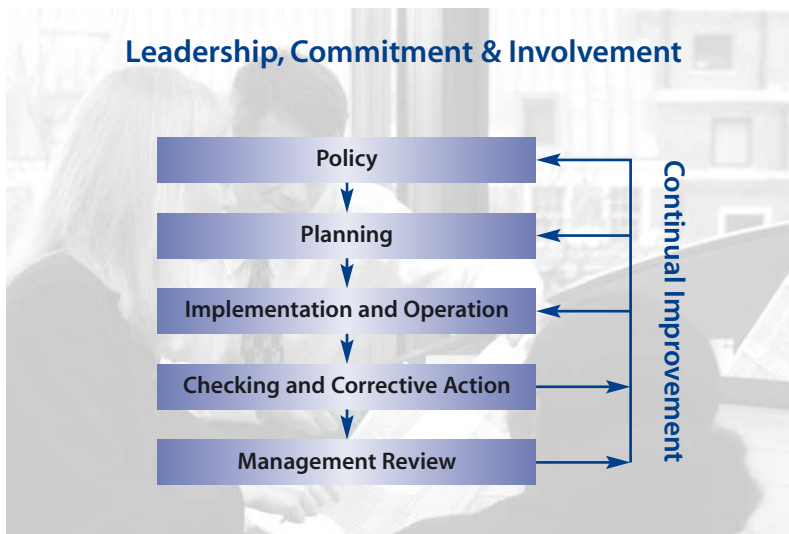 Leadership, Commitment & Involvement
Policy
Planning
Implementation and Operation
Checking and Corrective Action
Management Review
Continual Improvement